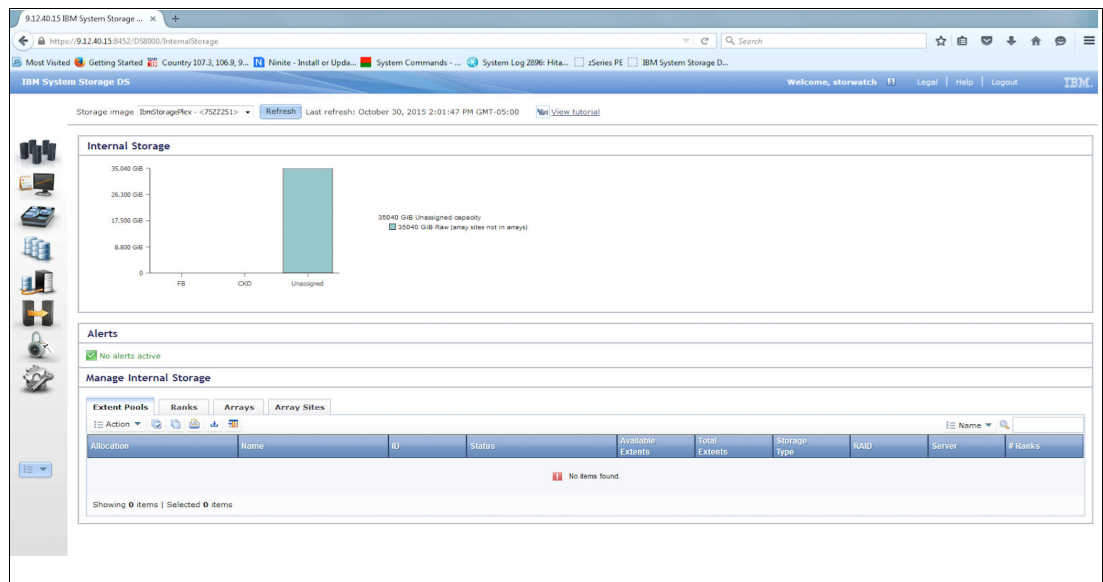 9.12.40.15 IBM System Storage ... × +
https://9.12.40.15:8452/DS8000/InternalStorage Search
Most Visited Getting Started Country 107.3, 106.9, 9... Ninite - Install or Upda... System Commands - ... System Log 2896: Hita... zSeries PE IBM System Storage D...
IBM System Storage DS Welcome, storwatch Legal Help Logout IBM.
Storage image IbmStoragePlex - <75ZZ251> Refresh Last refresh: October 30, 2015 2:01:47 PM GMT-05:00 View tutorial
Internal Storage
35,040 GiB
26,300 GiB
17,500 GiB
8,800 GiB
0
FB CKD Unassigned
35040 GiB Unassigned capacity
35040 GiB Raw (array sites not in arrays)
Alerts
No alerts active
Manage Internal Storage
Extent Pools Ranks Arrays Array Sites
Action Name
Allocation Name ID Status Available Extents Total Extents Storage Type RAID Server # Ranks
No items found.
Showing 0 items | Selected 0 items